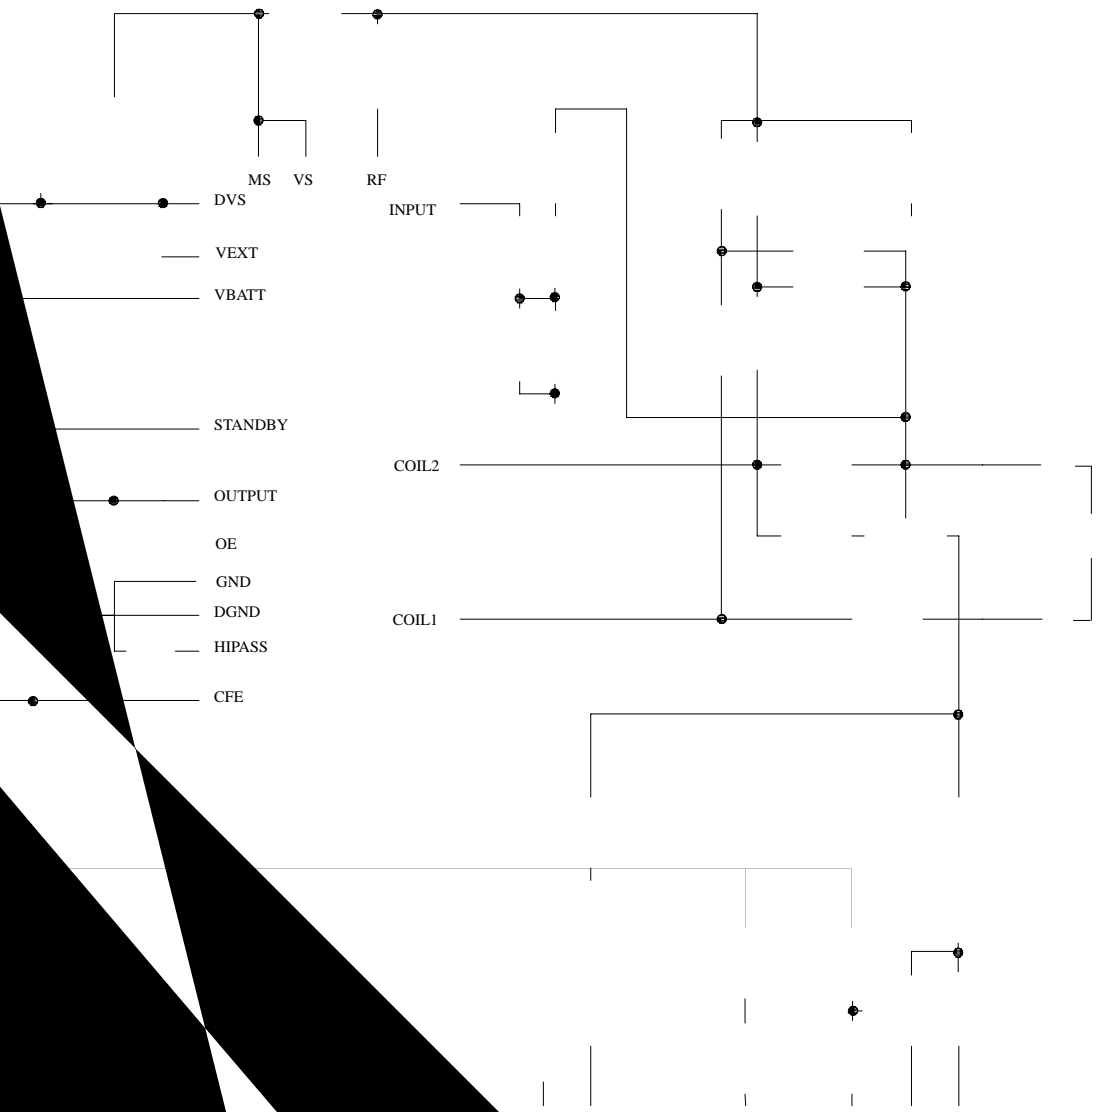 MS VS RF
DVS
INPUT
VEXT
VBATT
STANDBY
COIL2
OUTPUT
OE
GND
DGND
COIL1
HIPASS
CFE